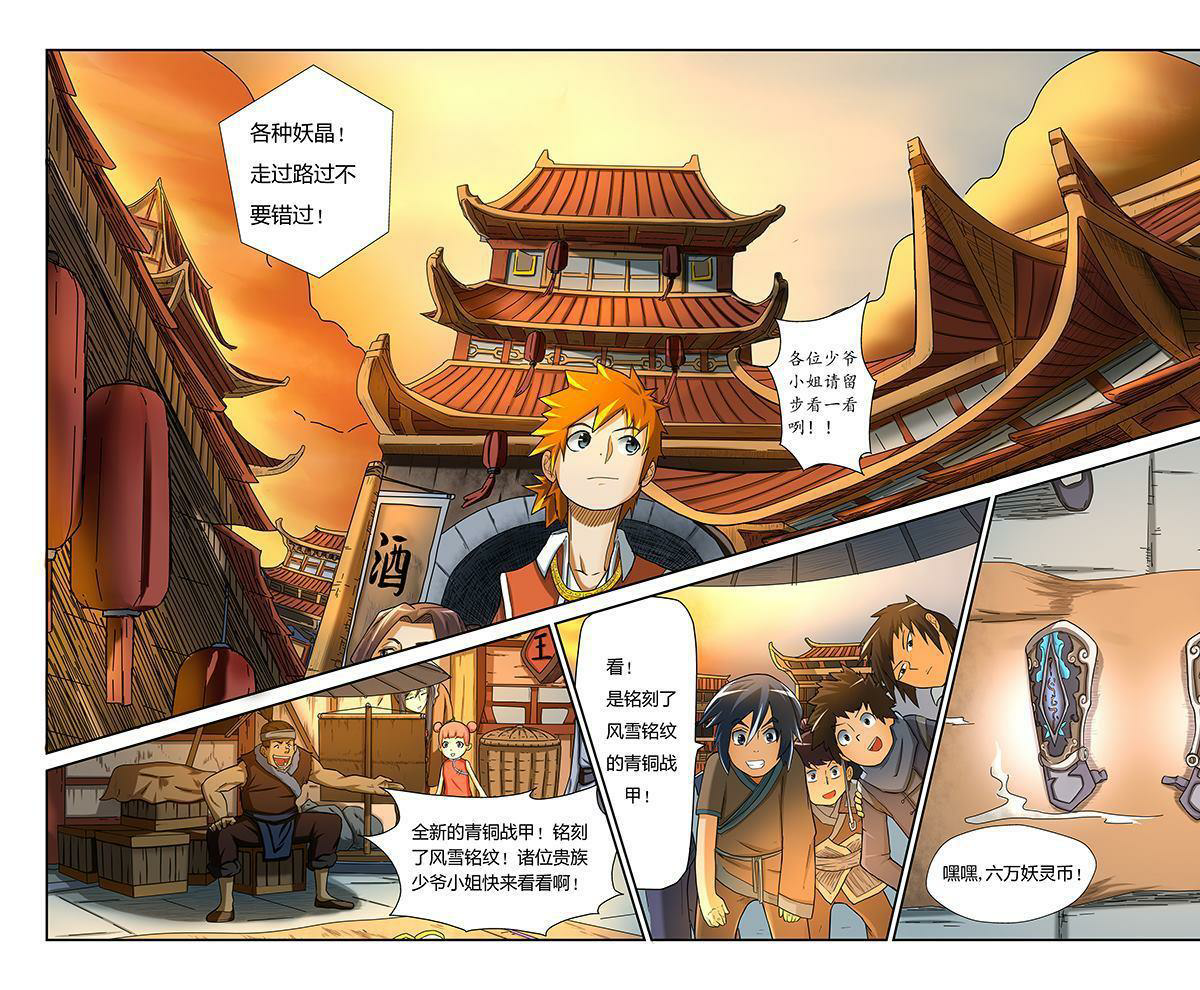 各种妖晶！
走过路过不
要错过！
各位少爷
小姐请留
步看一看
咧！！
酒
王
全新的青铜战甲！铭刻
了风雪铭纹！诸位贵族
少爷小姐快来看看啊！
看！
是铭刻了
风雪铭纹
的青铜战
甲！
嘿嘿,六万妖灵币！